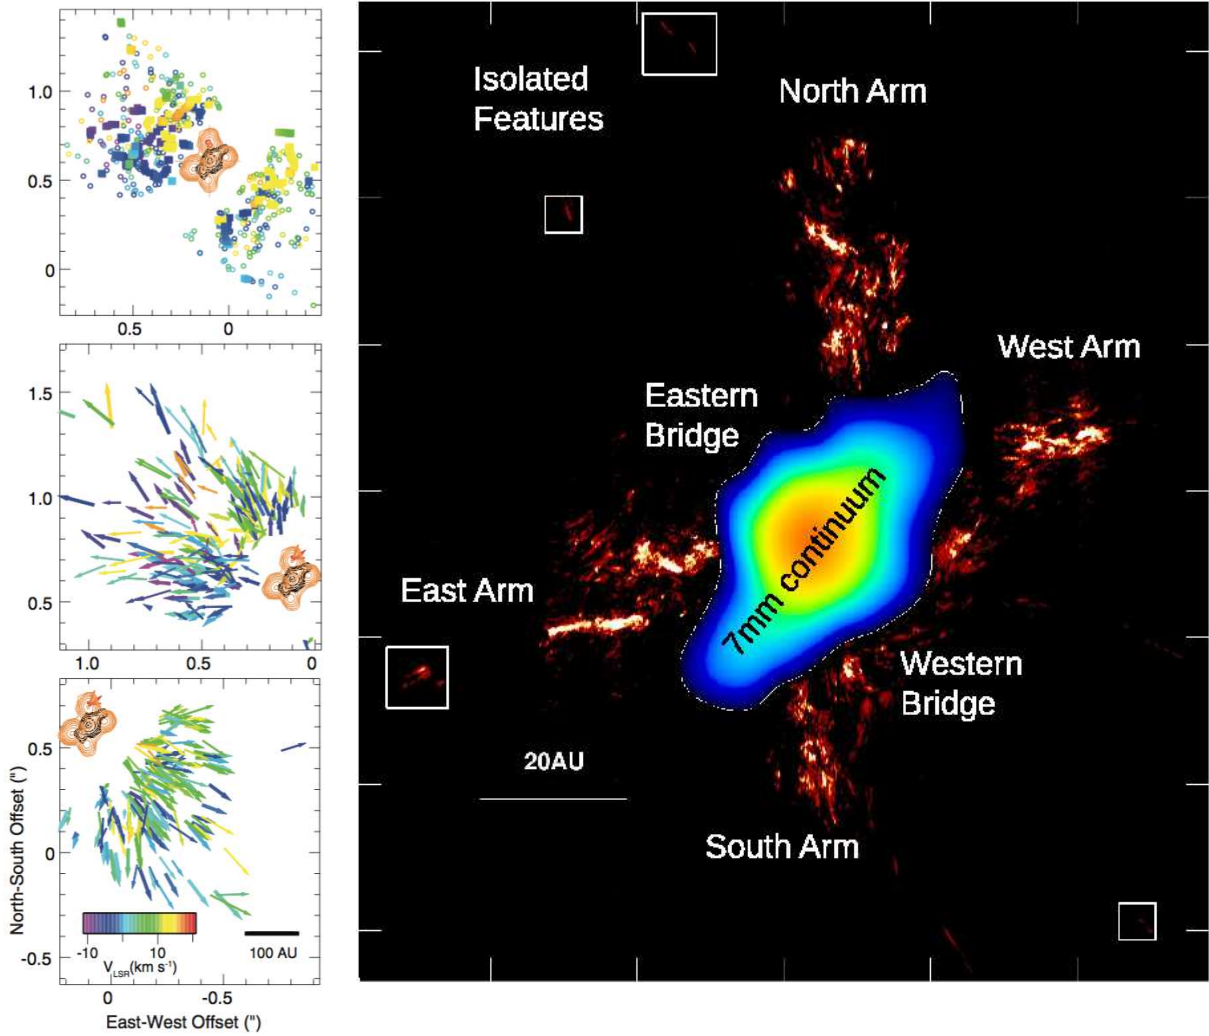 1.0
0.5
0
0.5
0
1.5
1.0
0.5
1.0
0.5
0
0.5
0
-0.5
0
-0.5
North-South Offset (")
East-West Offset (")
-10
10
V_LSR(km s⁻¹)
100 AU
Isolated
Features
North Arm
West Arm
Eastern
Bridge
7mm continuum
East Arm
Western
Bridge
20AU
South Arm